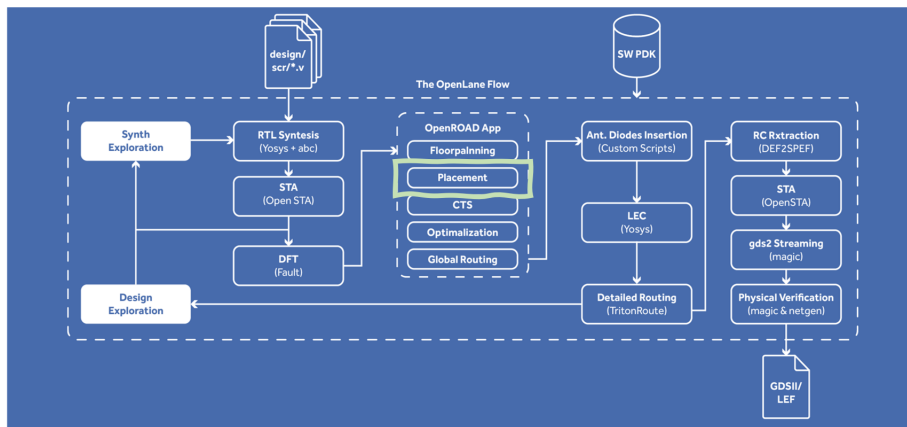 design/
scr/*.v
SW PDK
The OpenLane Flow
Synth
Exploration
RTL Syntesis
(Yosys + abc)
STA
(Open STA)
DFT
(Fault)
Design
Exploration
OpenROAD App
Floorpalnning
Placement
CTS
Optimalization
Global Routing
Ant. Diodes Insertion
(Custom Scripts)
LEC
(Yosys)
Detailed Routing
(TritonRoute)
RC Rxtraction
(DEF2SPEF)
STA
(OpenSTA)
gds2 Streaming
(magic)
Physical Verification
(magic & netgen)
GDSII/
LEF